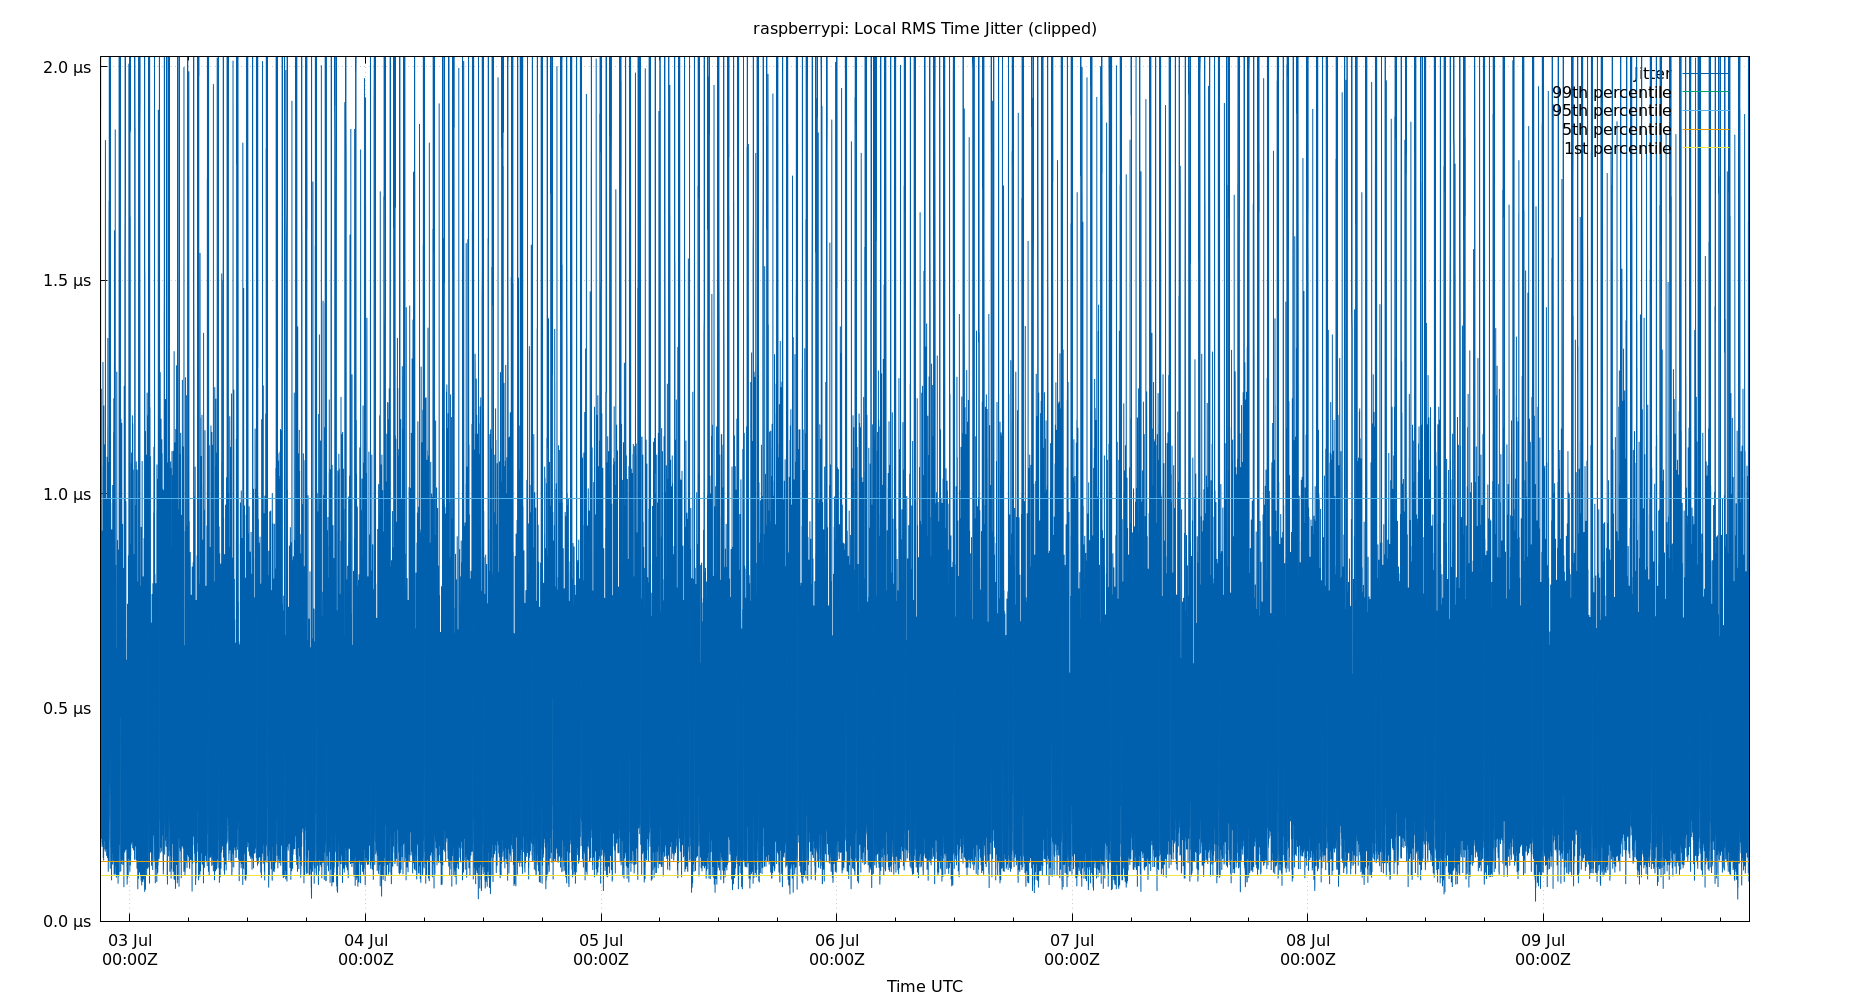 raspberrypi: Local RMS Time Jitter (clipped)
2.0 µs
1.5 µs
1.0 µs
0.5 µs
0.0 µs
jitter
99th percentile
95th percentile
5th percentile
1st percentile
03 Jul 04 Jul 05 Jul 06 Jul 07 Jul 08 Jul 09 Jul
00:00Z 00:00Z 00:00Z 00:00Z 00:00Z 00:00Z 00:00Z
Time UTC